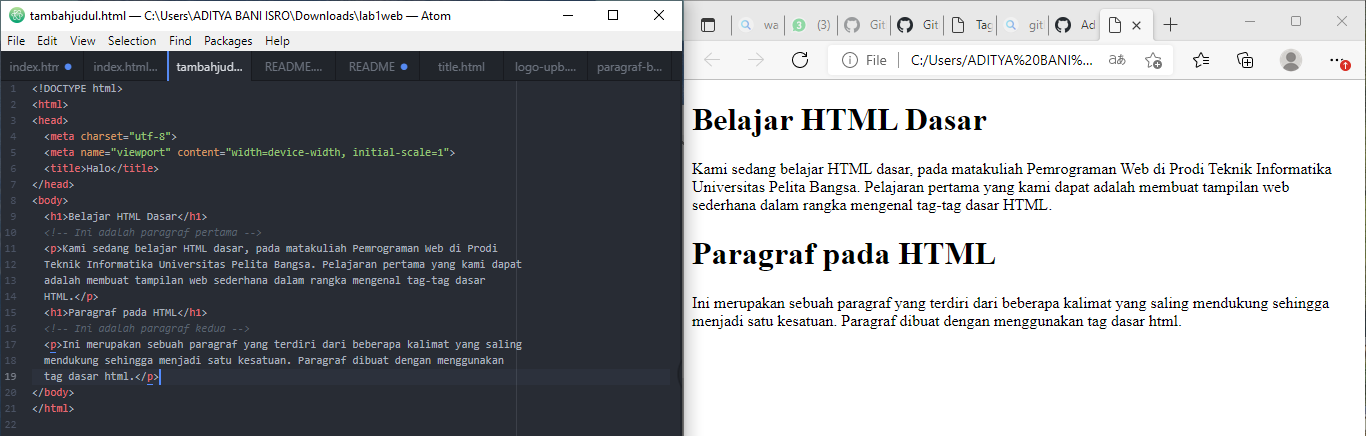 tambahjudul.html — C:\Users\ADITYA BANI ISRO\Downloads\lab1web — Atom
File Edit View Selection Find Packages Help
index.htm index.html... tambahjud... README.... README title.html logo-upb.... paragraf-b...
1 <!DOCTYPE html>
2 <html>
3 <head>
4 <meta charset="utf-8">
5 <meta name="viewport" content="width=device-width, initial-scale=1">
6 <title>Halo</title>
7 </head>
8 <body>
9 <h1>Belajar HTML Dasar</h1>
10 <!-- Ini adalah paragraf pertama -->
11 <p>Kami sedang belajar HTML dasar, pada matakuliah Pemrograman Web di Prodi
12 Teknik Informatika Universitas Pelita Bangsa. Pelajaran pertama yang kami dapat
13 adalah membuat tampilan web sederhana dalam rangka mengenal tag-tag dasar
14 HTML.</p>
15 <h1>Paragraf pada HTML</h1>
16 <!-- Ini adalah paragraf kedua -->
17 <p>Ini merupakan sebuah paragraf yang terdiri dari beberapa kalimat yang saling
18 mendukung sehingga menjadi satu kesatuan. Paragraf dibuat dengan menggunakan
19 tag dasar html.</p>
20 </body>
21 </html>
22
wa (3) Git Git Tag git Ad
File C:/Users/ADITYA%20BANI%... aあ
Belajar HTML Dasar
Kami sedang belajar HTML dasar, pada matakuliah Pemrograman Web di Prodi Teknik Informatika
Universitas Pelita Bangsa. Pelajaran pertama yang kami dapat adalah membuat tampilan web
sederhana dalam rangka mengenal tag-tag dasar HTML.
Paragraf pada HTML
Ini merupakan sebuah paragraf yang terdiri dari beberapa kalimat yang saling mendukung sehingga
menjadi satu kesatuan. Paragraf dibuat dengan menggunakan tag dasar html.